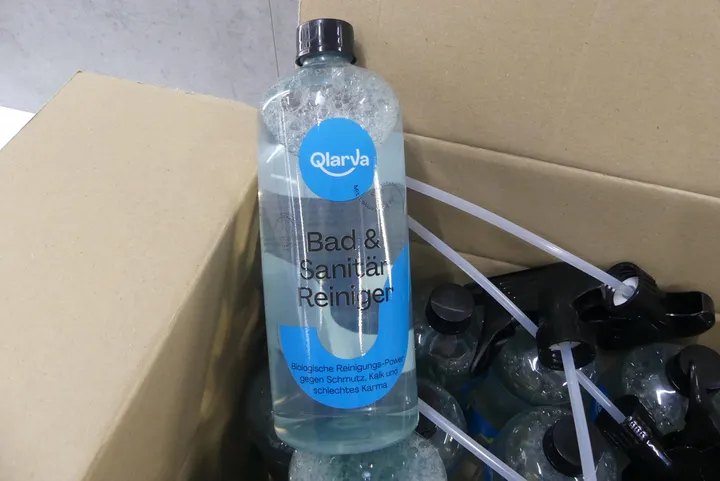 Qlarva
Bad &
Sanitär
Reiniger
Biologische Reinigungs-Power
gegen Schmutz, Kalk und
schlechtes Karma